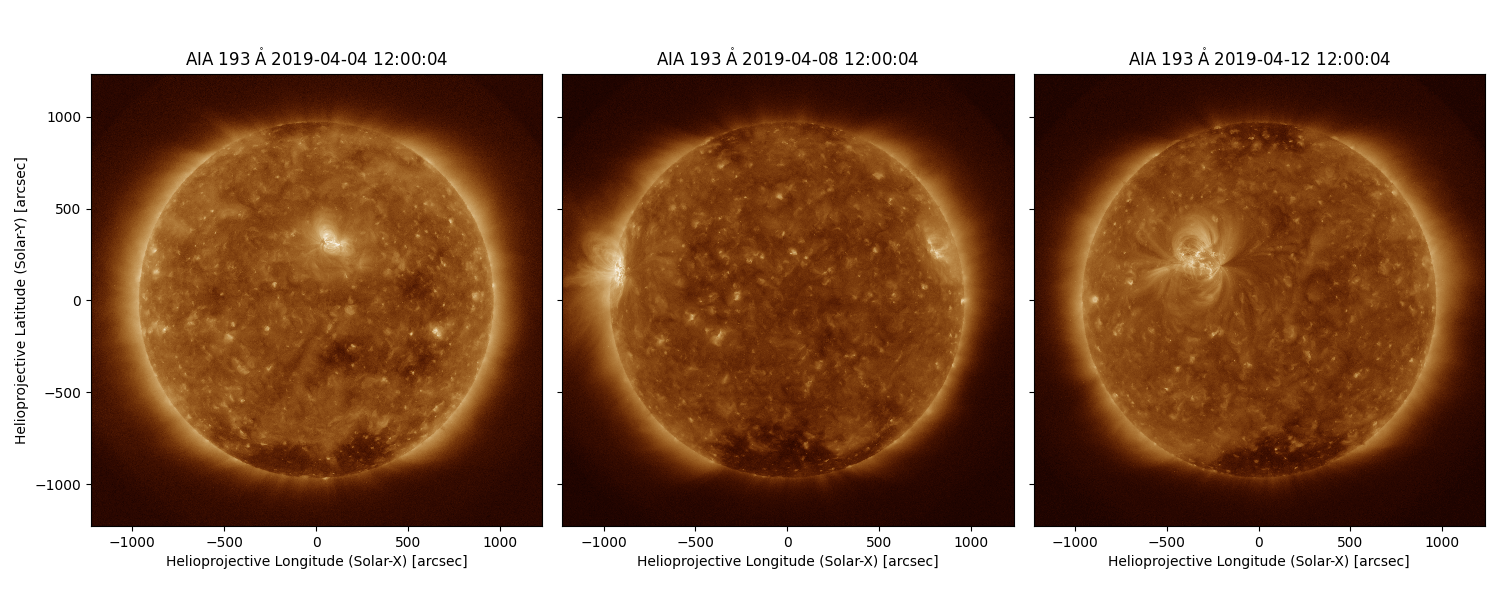 AIA 193 Å 2019-04-04 12:00:04
AIA 193 Å 2019-04-08 12:00:04
AIA 193 Å 2019-04-12 12:00:04
Helioprojective Latitude (Solar-Y) [arcsec]
1000
500
0
−500
−1000
−1000 −500 0 500 1000
−1000 −500 0 500 1000
−1000 −500 0 500 1000
Helioprojective Longitude (Solar-X) [arcsec]
Helioprojective Longitude (Solar-X) [arcsec]
Helioprojective Longitude (Solar-X) [arcsec]